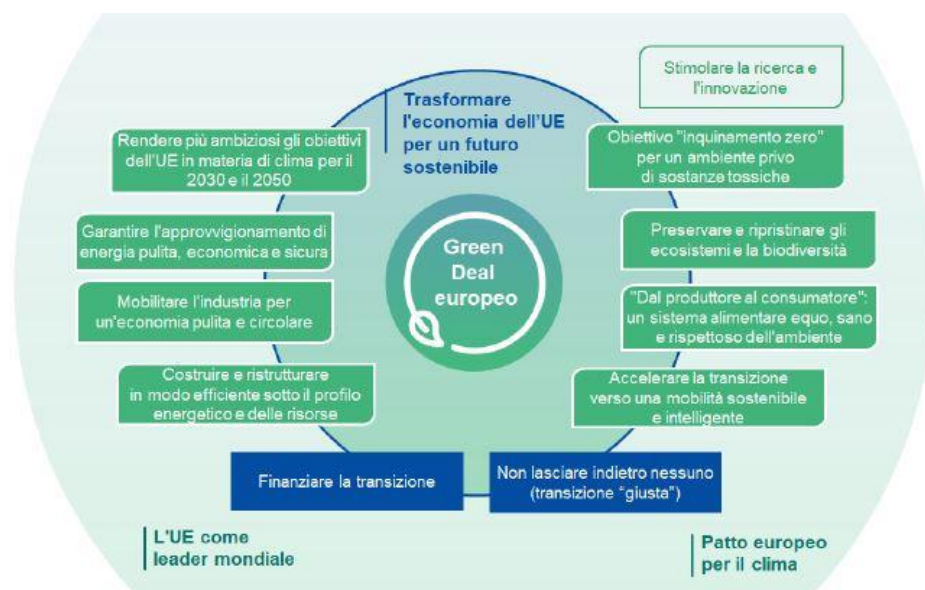 Stimolare la ricerca e
l'innovazione
Trasformare
l'economia dell'UE
per un futuro
sostenibile
Rendere più ambiziosi gli obiettivi
dell'UE in materia di clima per il
2030 e il 2050
Obiettivo "inquinamento zero"
per un ambiente privo
di sostanze tossiche
Garantire l'approvvigionamento di
energia pulita, economica e sicura
Preservare e ripristinare gli
ecosistemi e la biodiversità
Green
Deal
europeo
Mobilitare l'industria per
un'economia pulita e circolare
"Dal produttore al consumatore":
un sistema alimentare equo, sano
e rispettoso dell'ambiente
Costruire e ristrutturare
in modo efficiente sotto il profilo
energetico e delle risorse
Accelerare la transizione
verso una mobilità sostenibile
e intelligente
Finanziare la transizione
Non lasciare indietro nessuno
(transizione "giusta")
L'UE come
leader mondiale
Patto europeo
per il clima